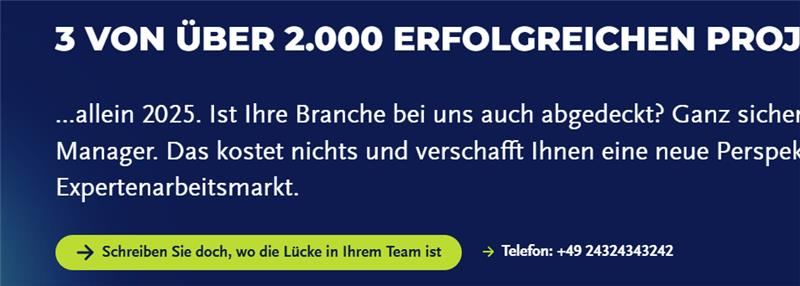 3 VON ÜBER 2.000 ERFOLGREICHEN
...allein 2025. Ist Ihre Branche bei uns auch abgedeckt? Ganz sicher
Manager. Das kostet nichts und verschafft Ihnen eine neue
Expertenarbeitsmarkt.
Schreiben Sie doch, wo die Lücke in Ihrem Team ist
Telefon: +49 24324343242